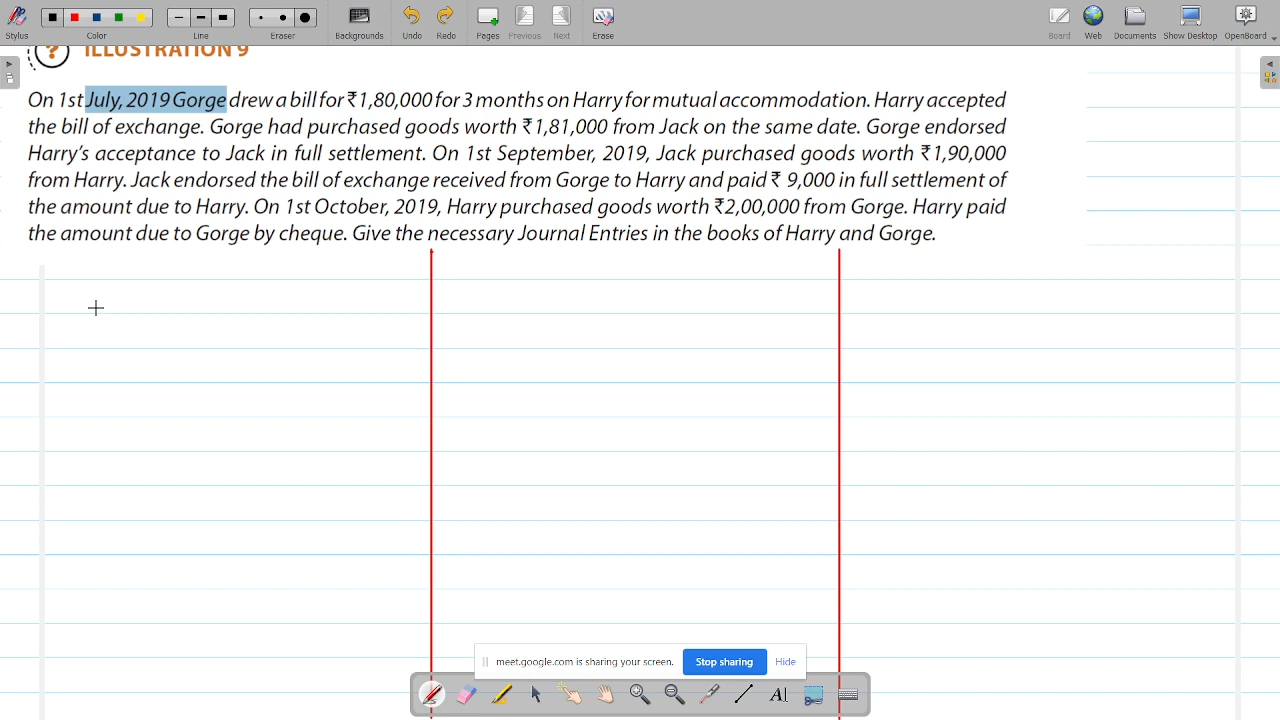 Stylus Color Line Eraser Backgrounds Undo Redo Pages Previous Next Erase Board Web Documents Show Desktop OpenBoard
ILLUSTRATION 9
On 1st July, 2019 Gorge drew a bill for ₹1,80,000 for 3 months on Harry for mutual accommodation. Harry accepted
the bill of exchange. Gorge had purchased goods worth ₹1,81,000 from Jack on the same date. Gorge endorsed
Harry's acceptance to Jack in full settlement. On 1st September, 2019, Jack purchased goods worth ₹1,90,000
from Harry. Jack endorsed the bill of exchange received from Gorge to Harry and paid ₹ 9,000 in full settlement of
the amount due to Harry. On 1st October, 2019, Harry purchased goods worth ₹2,00,000 from Gorge. Harry paid
the amount due to Gorge by cheque. Give the necessary Journal Entries in the books of Harry and Gorge.
meet.google.com is sharing your screen. Stop sharing Hide